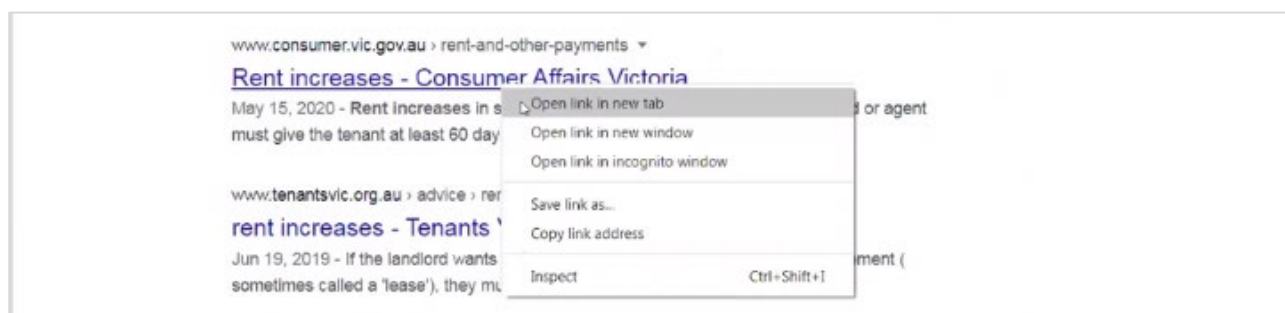 www.consumer.vic.gov.au › rent-and-other-payments
Rent increases - Consumer Affairs Victoria
May 15, 2020 - Rent increases in s
Open link in new tab
d or agent
must give the tenant at least 60 day
Open link in new window
Open link in incognito window
www.tenantsvic.org.au › advice › rer
Save link as...
rent increases - Tenants
Copy link address
Jun 19, 2019 - If the landlord wants
ement (
Inspect Ctrl+Shift+I
sometimes called a 'lease'), they mu